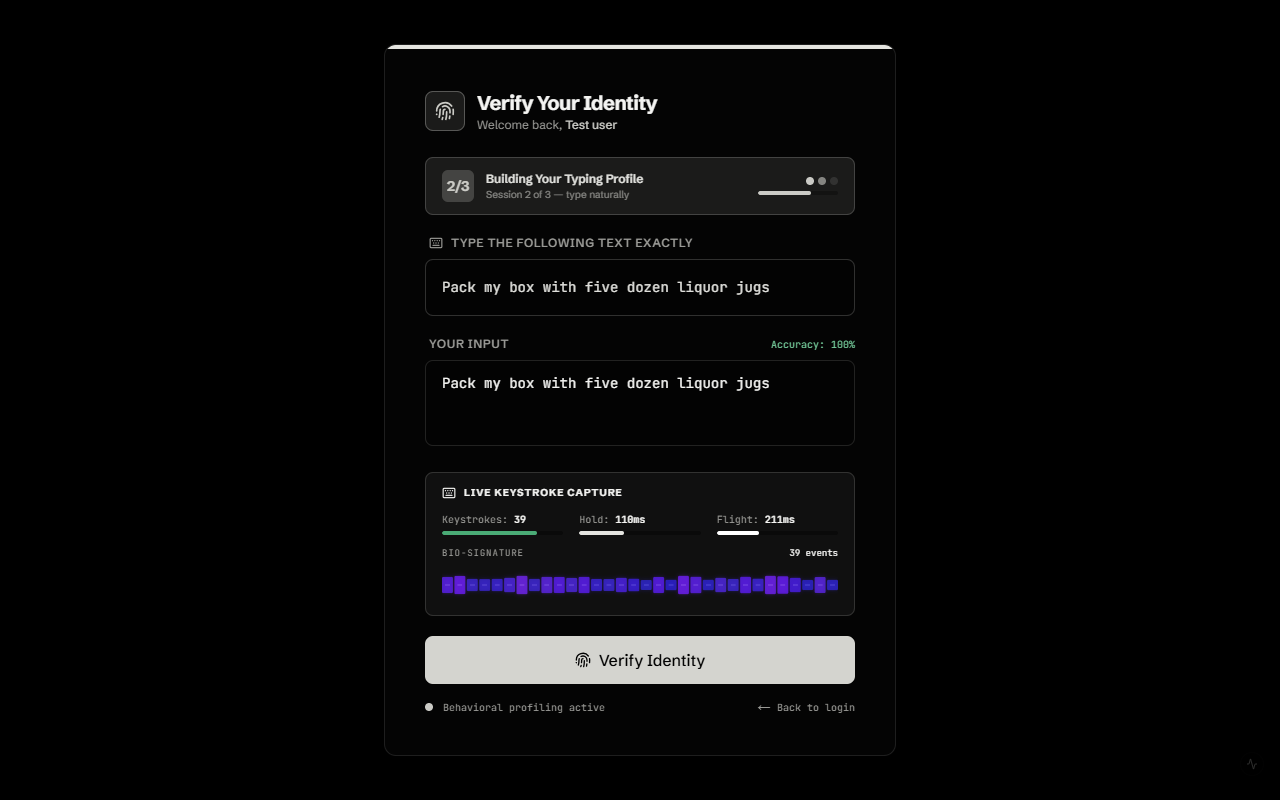 Verify Your Identity
Welcome back, Test user
2/3
Building Your Typing Profile
Session 2 of 3 — type naturally
TYPE THE FOLLOWING TEXT EXACTLY
Pack my box with five dozen liquor jugs
YOUR INPUT
Accuracy: 100%
Pack my box with five dozen liquor jugs
LIVE KEYSTROKE CAPTURE
Keystrokes: 39
Hold: 110ms
Flight: 211ms
BIO-SIGNATURE
39 events
Verify Identity
Behavioral profiling active
← Back to login